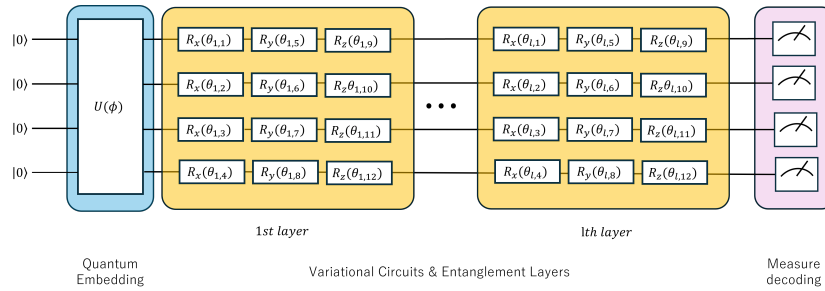 |0⟩ R_x(θ_{1,1}) R_y(θ_{1,5}) R_z(θ_{1,9}) R_x(θ_{l,1}) R_y(θ_{l,5}) R_z(θ_{l,9})
|0⟩ R_x(θ_{1,2}) R_y(θ_{1,6}) R_zθ_{1,10}) R_x(θ_{l,2}) R_y(θ_{l,6}) R_zθ_{l,10})
U(ϕ) • • •
|0⟩ R_x(θ_{1,3}) R_y(θ_{1,7}) R_z(θ_{1,11}) R_x(θ_{l,3}) R_y(θ_{l,7}) R_z(θ_{l,11})
|0⟩ R_x(θ_{1,4}) R_y(θ_{1,8}) R_z(θ_{1,12}) R_x(θ_{l,4}) R_y(θ_{l,8}) R_z(θ_{l,12})
1st layer lth layer
Quantum
Embedding
Variational Circuits & Entanglement Layers
Measure
decoding